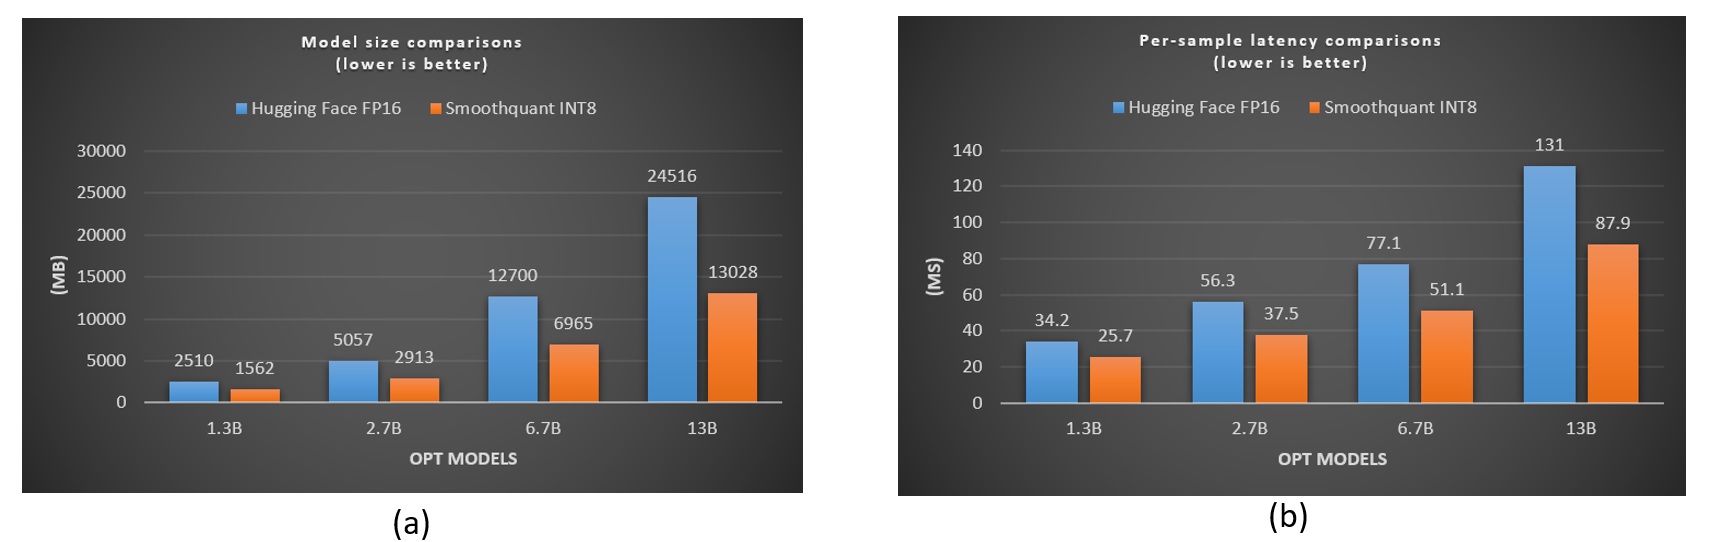 Model size comparisons
(lower is better)
Hugging Face FP16 Smoothquant INT8
30000
25000
20000
15000
10000
5000
0
(MB)
2510 1562 5057 2913 12700 6965 24516 13028
1.3B 2.7B 6.7B 13B
OPT MODELS
(a)
Per-sample latency comparisons
(lower is better)
Hugging Face FP16 Smoothquant INT8
140
120
100
80
60
40
20
0
(MS)
34.2 25.7 56.3 37.5 77.1 51.1 131 87.9
1.3B 2.7B 6.7B 13B
OPT MODELS
(b)